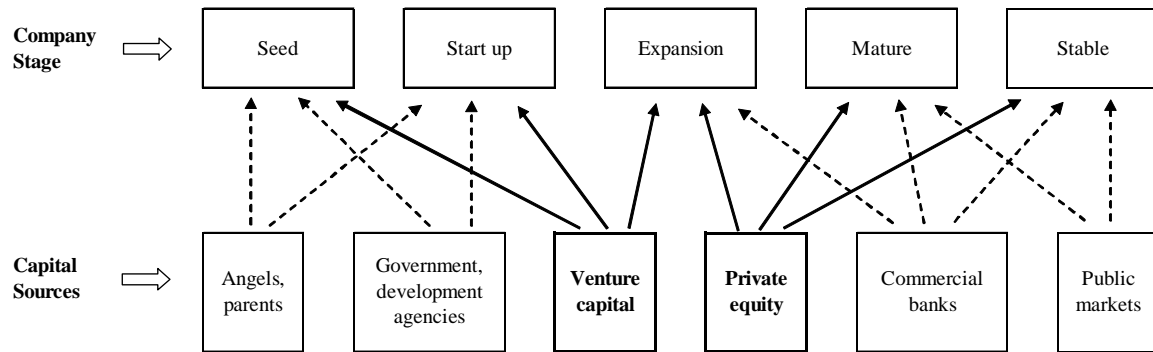 Company
Stage
Seed
Start up
Expansion
Mature
Stable
Capital
Sources
Angels,
parents
Government,
development
agencies
Venture
capital
Private
equity
Commercial
banks
Public
markets